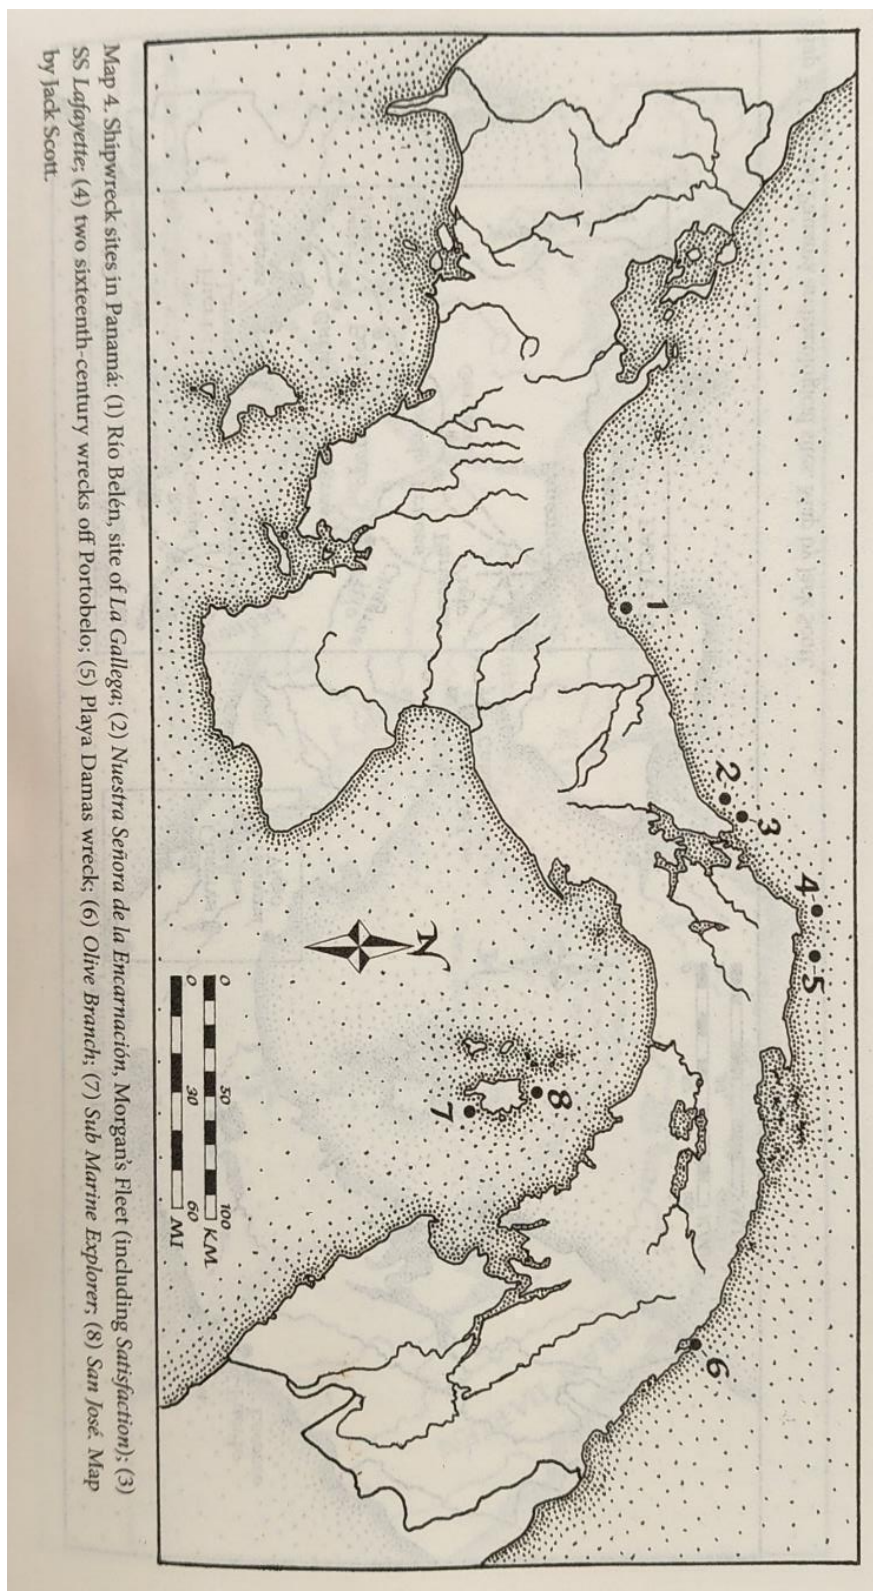 4
5
3
2
6
1
8
7
N
0 50 100 KM
0 30 60 MI
Map 4. Shipwreck sites in Panamá: (1) Río Belén, site of La Gallega; (2) Nuestra Señora de la Encarnación, Morgan's Fleet (including Satisfaction); (3)
SS Lafayette; (4) two sixteenth-century wrecks off Portobelo; (5) Playa Damas wreck; (6) Olive Branch; (7) Sub Marine Explorer; (8) San José. Map
by Jack Scott.